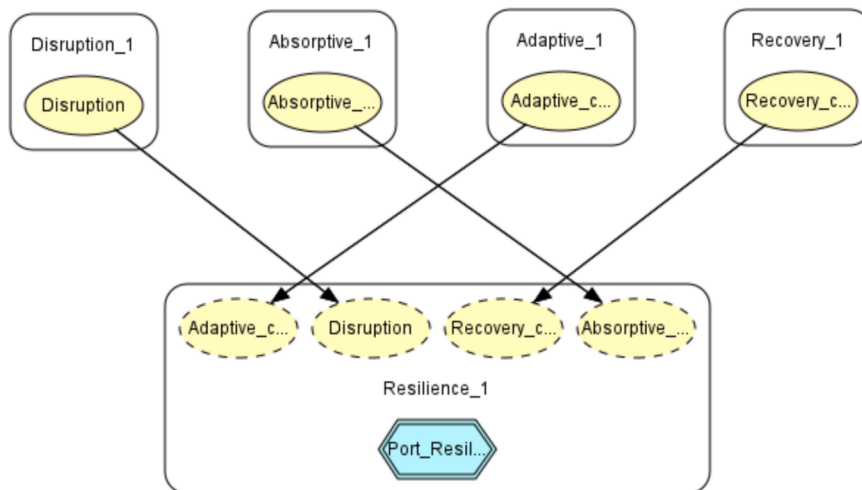 Disruption_1
Absorptive_1
Adaptive_1
Recovery_1
Disruption
Absorptive_...
Adaptive_c...
Recovery_c...
Adaptive_c...
Disruption
Recovery_c...
Absorptive_...
Resilience_1
Port_Resil...